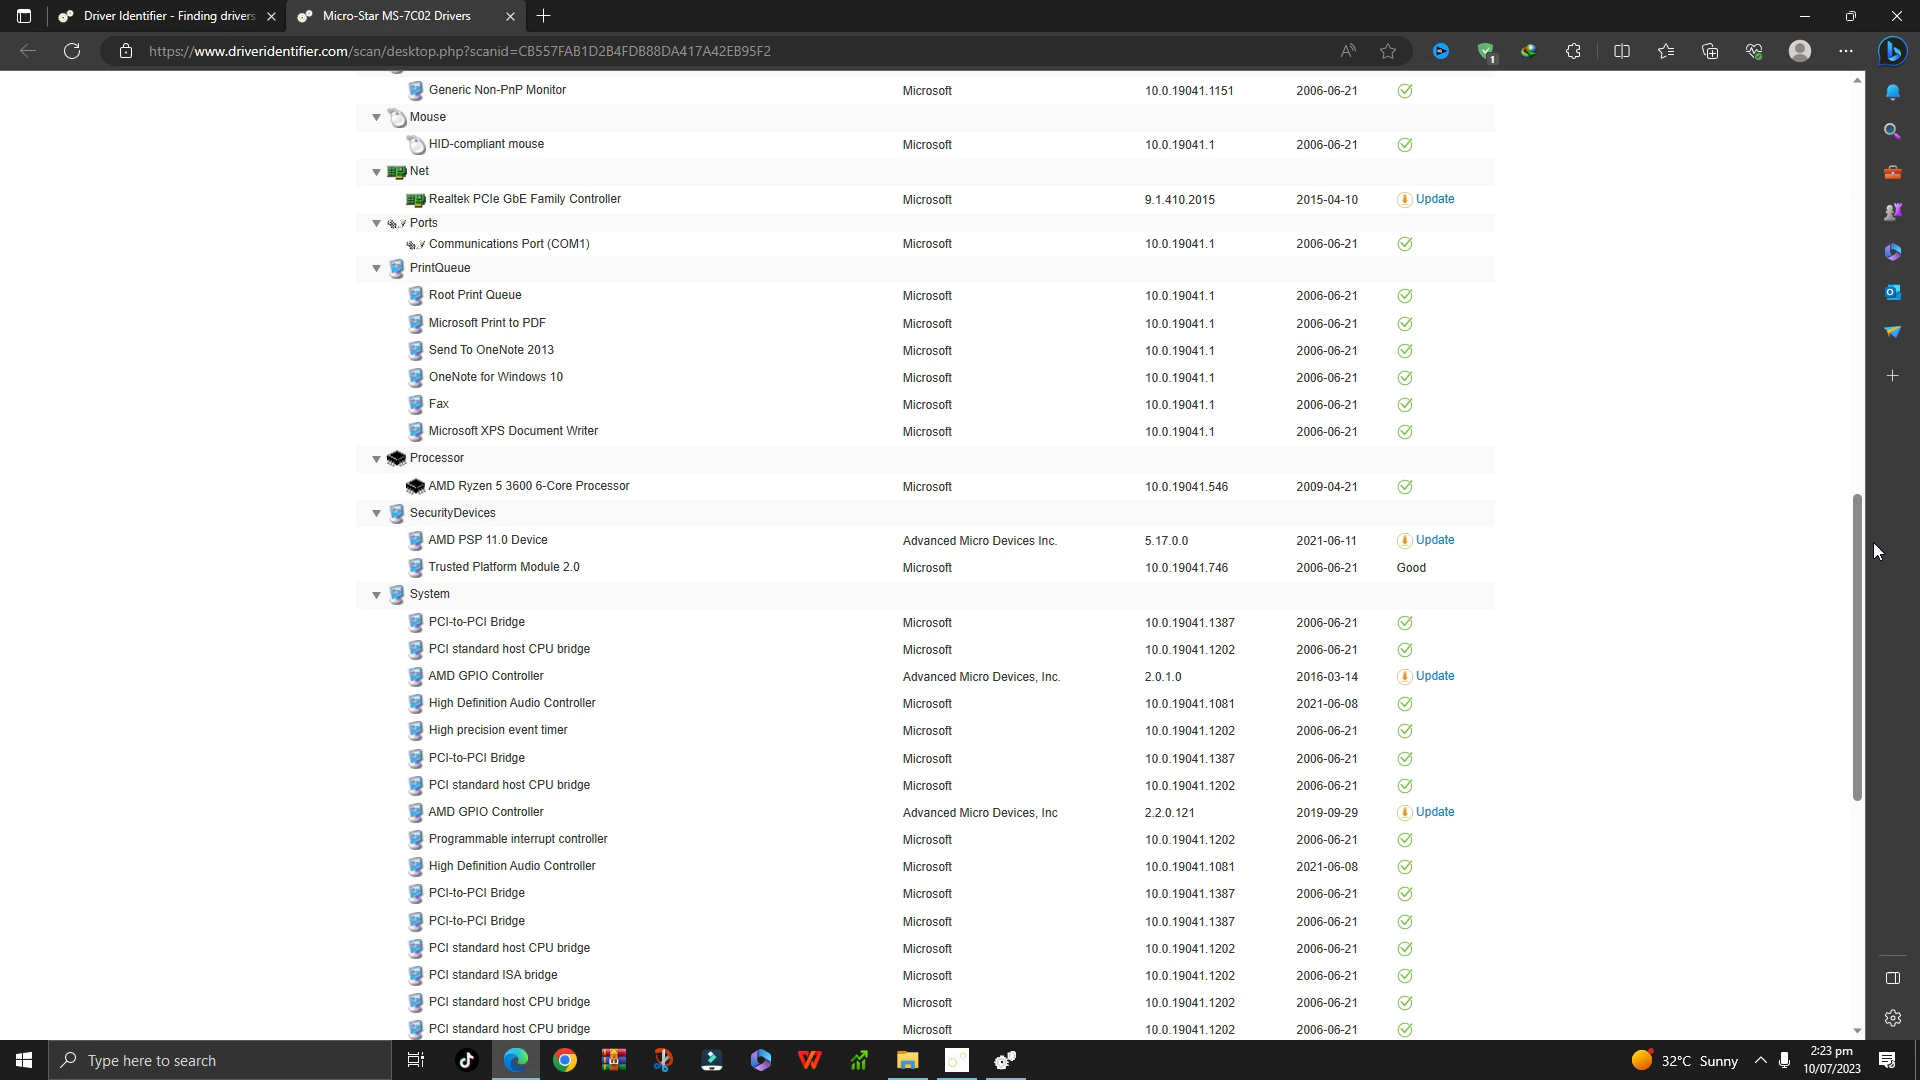 Driver Identifier - Finding drivers
Micro-Star MS-7C02 Drivers
https://www.driveridentifier.com/scan/desktop.php?scanid=CB557FAB1D2B4FDB88DA417A42EB95F2
1
Generic Non-PnP Monitor Microsoft 10.0.19041.1151 2006-06-21
Mouse
HID-compliant mouse Microsoft 10.0.19041.1 2006-06-21
Net
Realtek PCIe GbE Family Controller Microsoft 9.1.410.2015 2015-04-10 Update
Ports
Communications Port (COM1) Microsoft 10.0.19041.1 2006-06-21
PrintQueue
Root Print Queue Microsoft 10.0.19041.1 2006-06-21
Microsoft Print to PDF Microsoft 10.0.19041.1 2006-06-21
Send To OneNote 2013 Microsoft 10.0.19041.1 2006-06-21
OneNote for Windows 10 Microsoft 10.0.19041.1 2006-06-21
Fax Microsoft 10.0.19041.1 2006-06-21
Microsoft XPS Document Writer Microsoft 10.0.19041.1 2006-06-21
Processor
AMD Ryzen 5 3600 6-Core Processor Microsoft 10.0.19041.546 2009-04-21
SecurityDevices
AMD PSP 11.0 Device Advanced Micro Devices Inc. 5.17.0.0 2021-06-11 Update
Trusted Platform Module 2.0 Microsoft 10.0.19041.746 2006-06-21 Good
System
PCI-to-PCI Bridge Microsoft 10.0.19041.1387 2006-06-21
PCI standard host CPU bridge Microsoft 10.0.19041.1202 2006-06-21
AMD GPIO Controller Advanced Micro Devices, Inc. 2.0.1.0 2016-03-14 Update
High Definition Audio Controller Microsoft 10.0.19041.1081 2021-06-08
High precision event timer Microsoft 10.0.19041.1202 2006-06-21
PCI-to-PCI Bridge Microsoft 10.0.19041.1387 2006-06-21
PCI standard host CPU bridge Microsoft 10.0.19041.1202 2006-06-21
AMD GPIO Controller Advanced Micro Devices, Inc 2.2.0.121 2019-09-29 Update
Programmable interrupt controller Microsoft 10.0.19041.1202 2006-06-21
High Definition Audio Controller Microsoft 10.0.19041.1081 2021-06-08
PCI-to-PCI Bridge Microsoft 10.0.19041.1387 2006-06-21
PCI-to-PCI Bridge Microsoft 10.0.19041.1387 2006-06-21
PCI standard host CPU bridge Microsoft 10.0.19041.1202 2006-06-21
PCI standard ISA bridge Microsoft 10.0.19041.1202 2006-06-21
PCI standard host CPU bridge Microsoft 10.0.19041.1202 2006-06-21
PCI standard host CPU bridge Microsoft 10.0.19041.1202 2006-06-21
Type here to search
32°C Sunny
2:23 pm
10/07/2023